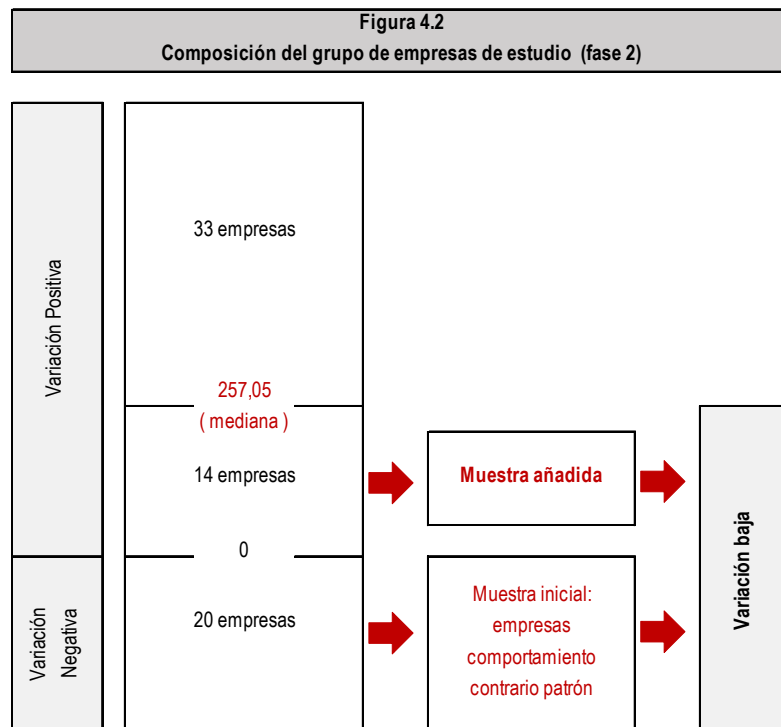 Figura 4.2
Composición del grupo de empresas de estudio (fase 2)
Variación Positiva
33 empresas
257,05
( mediana )
14 empresas
Muestra añadida
0
Variación baja
Variación
Negativa
20 empresas
Muestra inicial:
empresas
comportamiento
contrario patrón